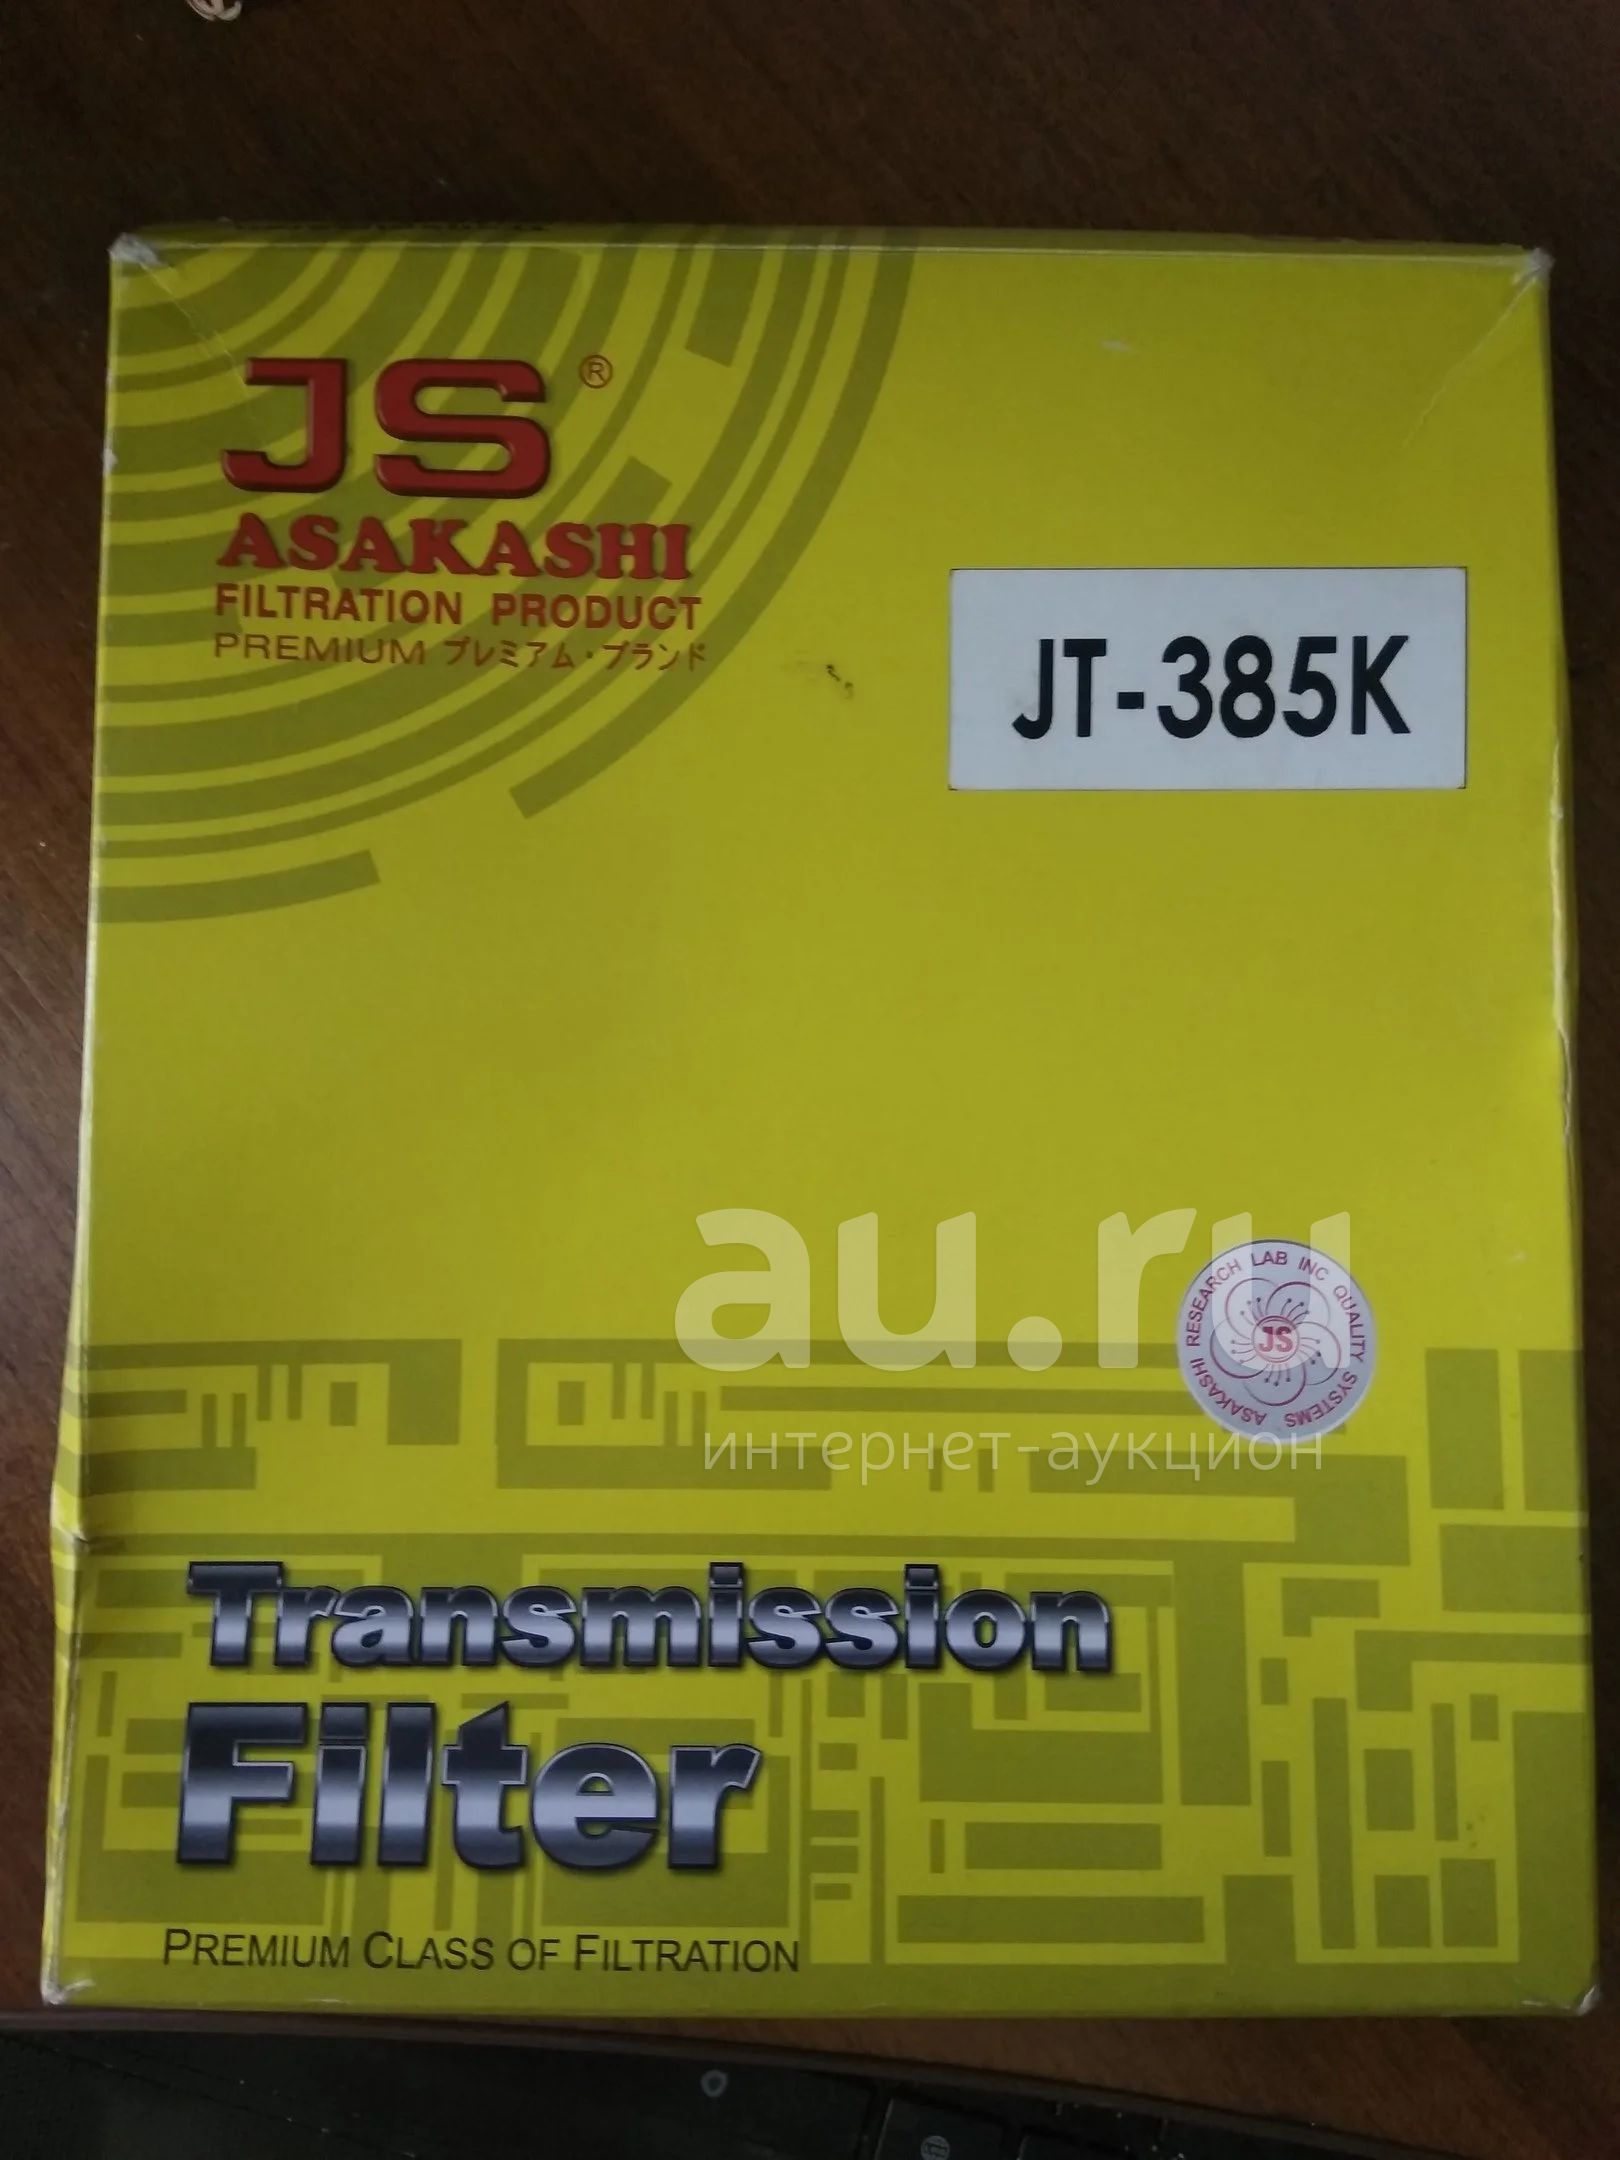 JS ®
ASAKASHI
FILTRATION PRODUCT
PREMIUM プレミアム・ブランド
JT-385K
au.ru
ASAKASHI RESEARCH LAB INC QUALITY SYSTEMS
JS
интернет-аукцион
Transmission
Filter
PREMIUM CLASS OF FILTRATION